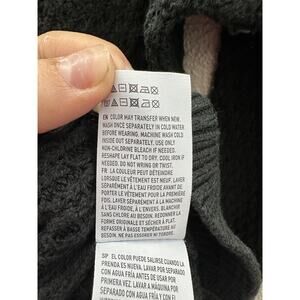 EN COLOR MAY TRANSFER WHEN NEW.
WASH ONCE SEPARATELY IN COLD WATER
BEFORE WEARING. MACHINE WASH COLD
INSIDE OUT SEPARATELY, USE ONLY
NON-CHLORINE BLEACH IF NEEDED.
RESHAPE LAY FLAT TO DRY, COOL IRON IF
NEEDED. DO NOT WRING OR TWIST.
FR LA COULEUR PEUT DÉTEINDRE
LORSQUE LE VÊTEMENT EST NEUF. LAVER
SÉPARÉMENT À L'EAU FROIDE AVANT DE
PORTER LE VÊTEMENT POUR LA PREMIÈRE
FOIS. LAVER SÉPARÉMENT À LA MACHINE
À L'EAU FROIDE, À L'ENVERS, À BLANCHIR
SANS CHLORE AU BESOIN. REDONNER LA
FORME ORIGINALE ET SÉCHER À PLAT.
REPASSER À BASSE TEMPÉRATURE, AU
BESOIN. NE PAS ESSORER NI TORDRE.
SP EL COLOR PUEDE SALIRSE CUANDO LA
PRENDA ES NUEVA. LAVAR POR SEPARADO
CON AGUA FRÍA ANTES DE USAR POR
PRIMERA VEZ. LAVAR A MÁQUINA POR
SEPARADO CON AGUA FRÍA Y